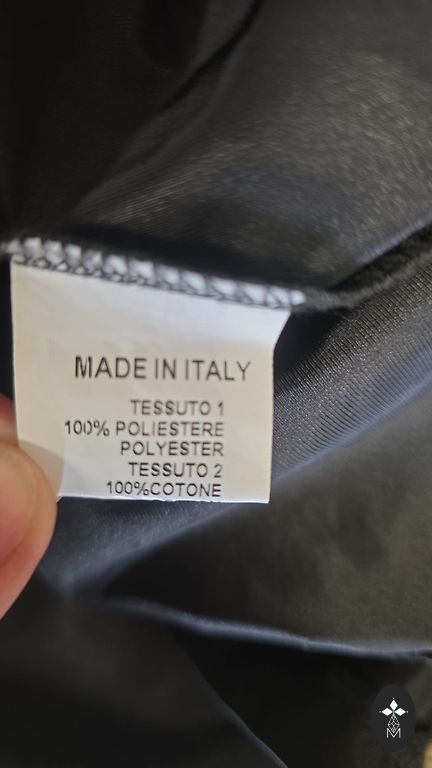 MADE IN ITALY
TESSUTO 1
100% POLIESTERE
POLYESTER
TESSUTO 2
100%COTONE
M